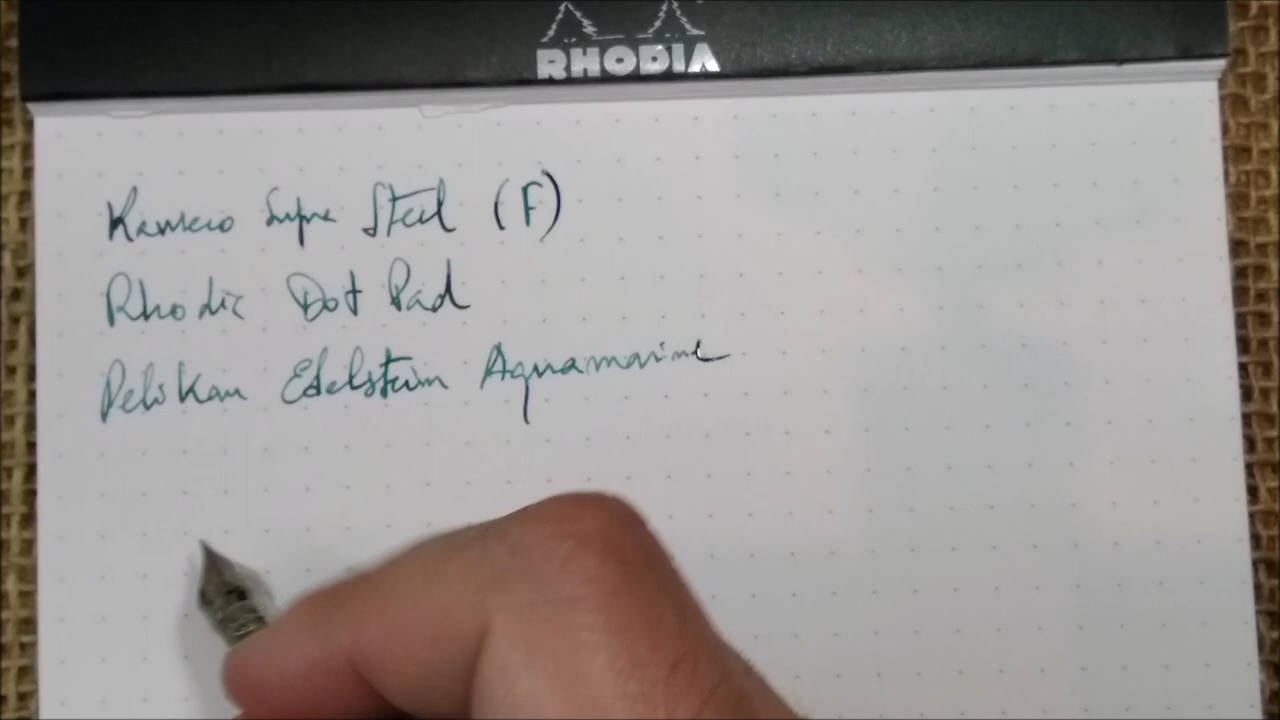 RHODIA
Kaweco Supra Steel (F)
Rhodia Dot Pad
Pelikan Edelstein Aquamarine